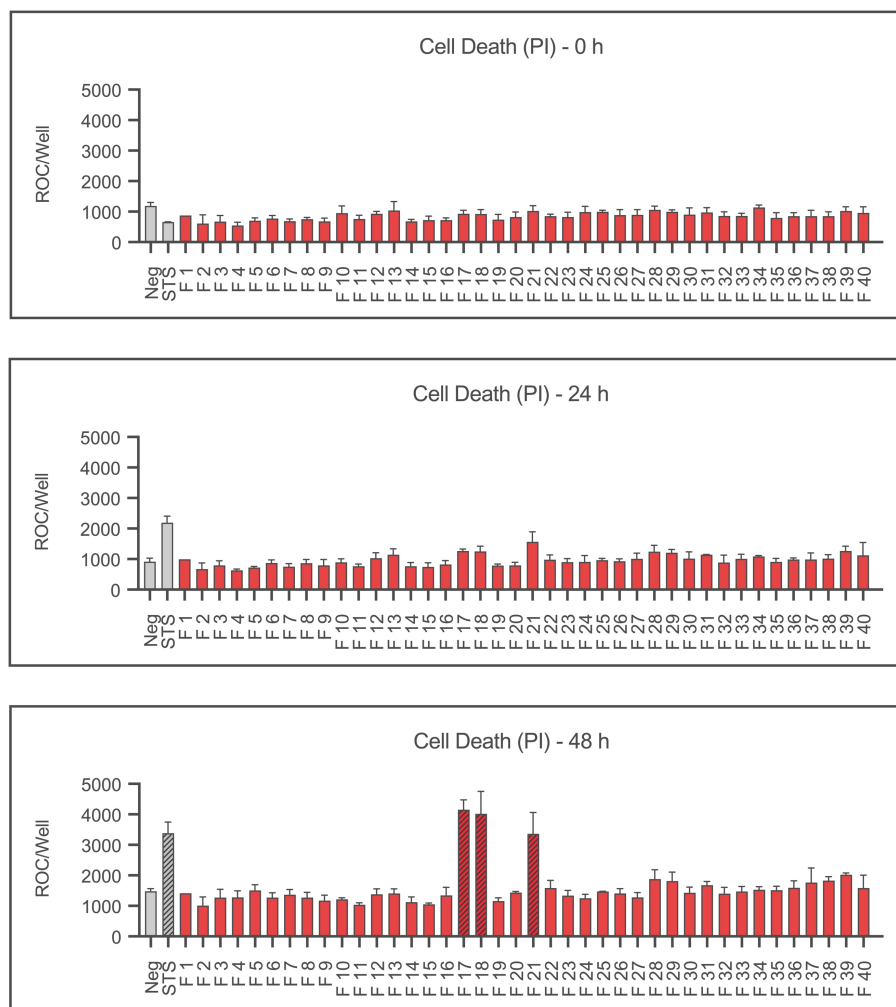 Cell Death (PI) - 0 h
ROC/Well
5000
4000
3000
2000
1000
0
Neg STS F 1 F 2 F 3 F 4 F 5 F 6 F 7 F 8 F 9 F 10 F 11 F 12 F 13 F 14 F 15 F 16 F 17 F 18 F 19 F 20 F 21 F 22 F 23 F 24 F 25 F 26 F 27 F 28 F 29 F 30 F 31 F 32 F 33 F 34 F 35 F 36 F 37 F 38 F 39 F 40
Cell Death (PI) - 24 h
ROC/Well
5000
4000
3000
2000
1000
0
Neg STS F 1 F 2 F 3 F 4 F 5 F 6 F 7 F 8 F 9 F 10 F 11 F 12 F 13 F 14 F 15 F 16 F 17 F 18 F 19 F 20 F 21 F 22 F 23 F 24 F 25 F 26 F 27 F 28 F 29 F 30 F 31 F 32 F 33 F 34 F 35 F 36 F 37 F 38 F 39 F 40
Cell Death (PI) - 48 h
ROC/Well
5000
4000
3000
2000
1000
0
Neg STS F 1 F 2 F 3 F 4 F 5 F 6 F 7 F 8 F 9 F 10 F 11 F 12 F 13 F 14 F 15 F 16 F 17 F 18 F 19 F 20 F 21 F 22 F 23 F 24 F 25 F 26 F 27 F 28 F 29 F 30 F 31 F 32 F 33 F 34 F 35 F 36 F 37 F 38 F 39 F 40